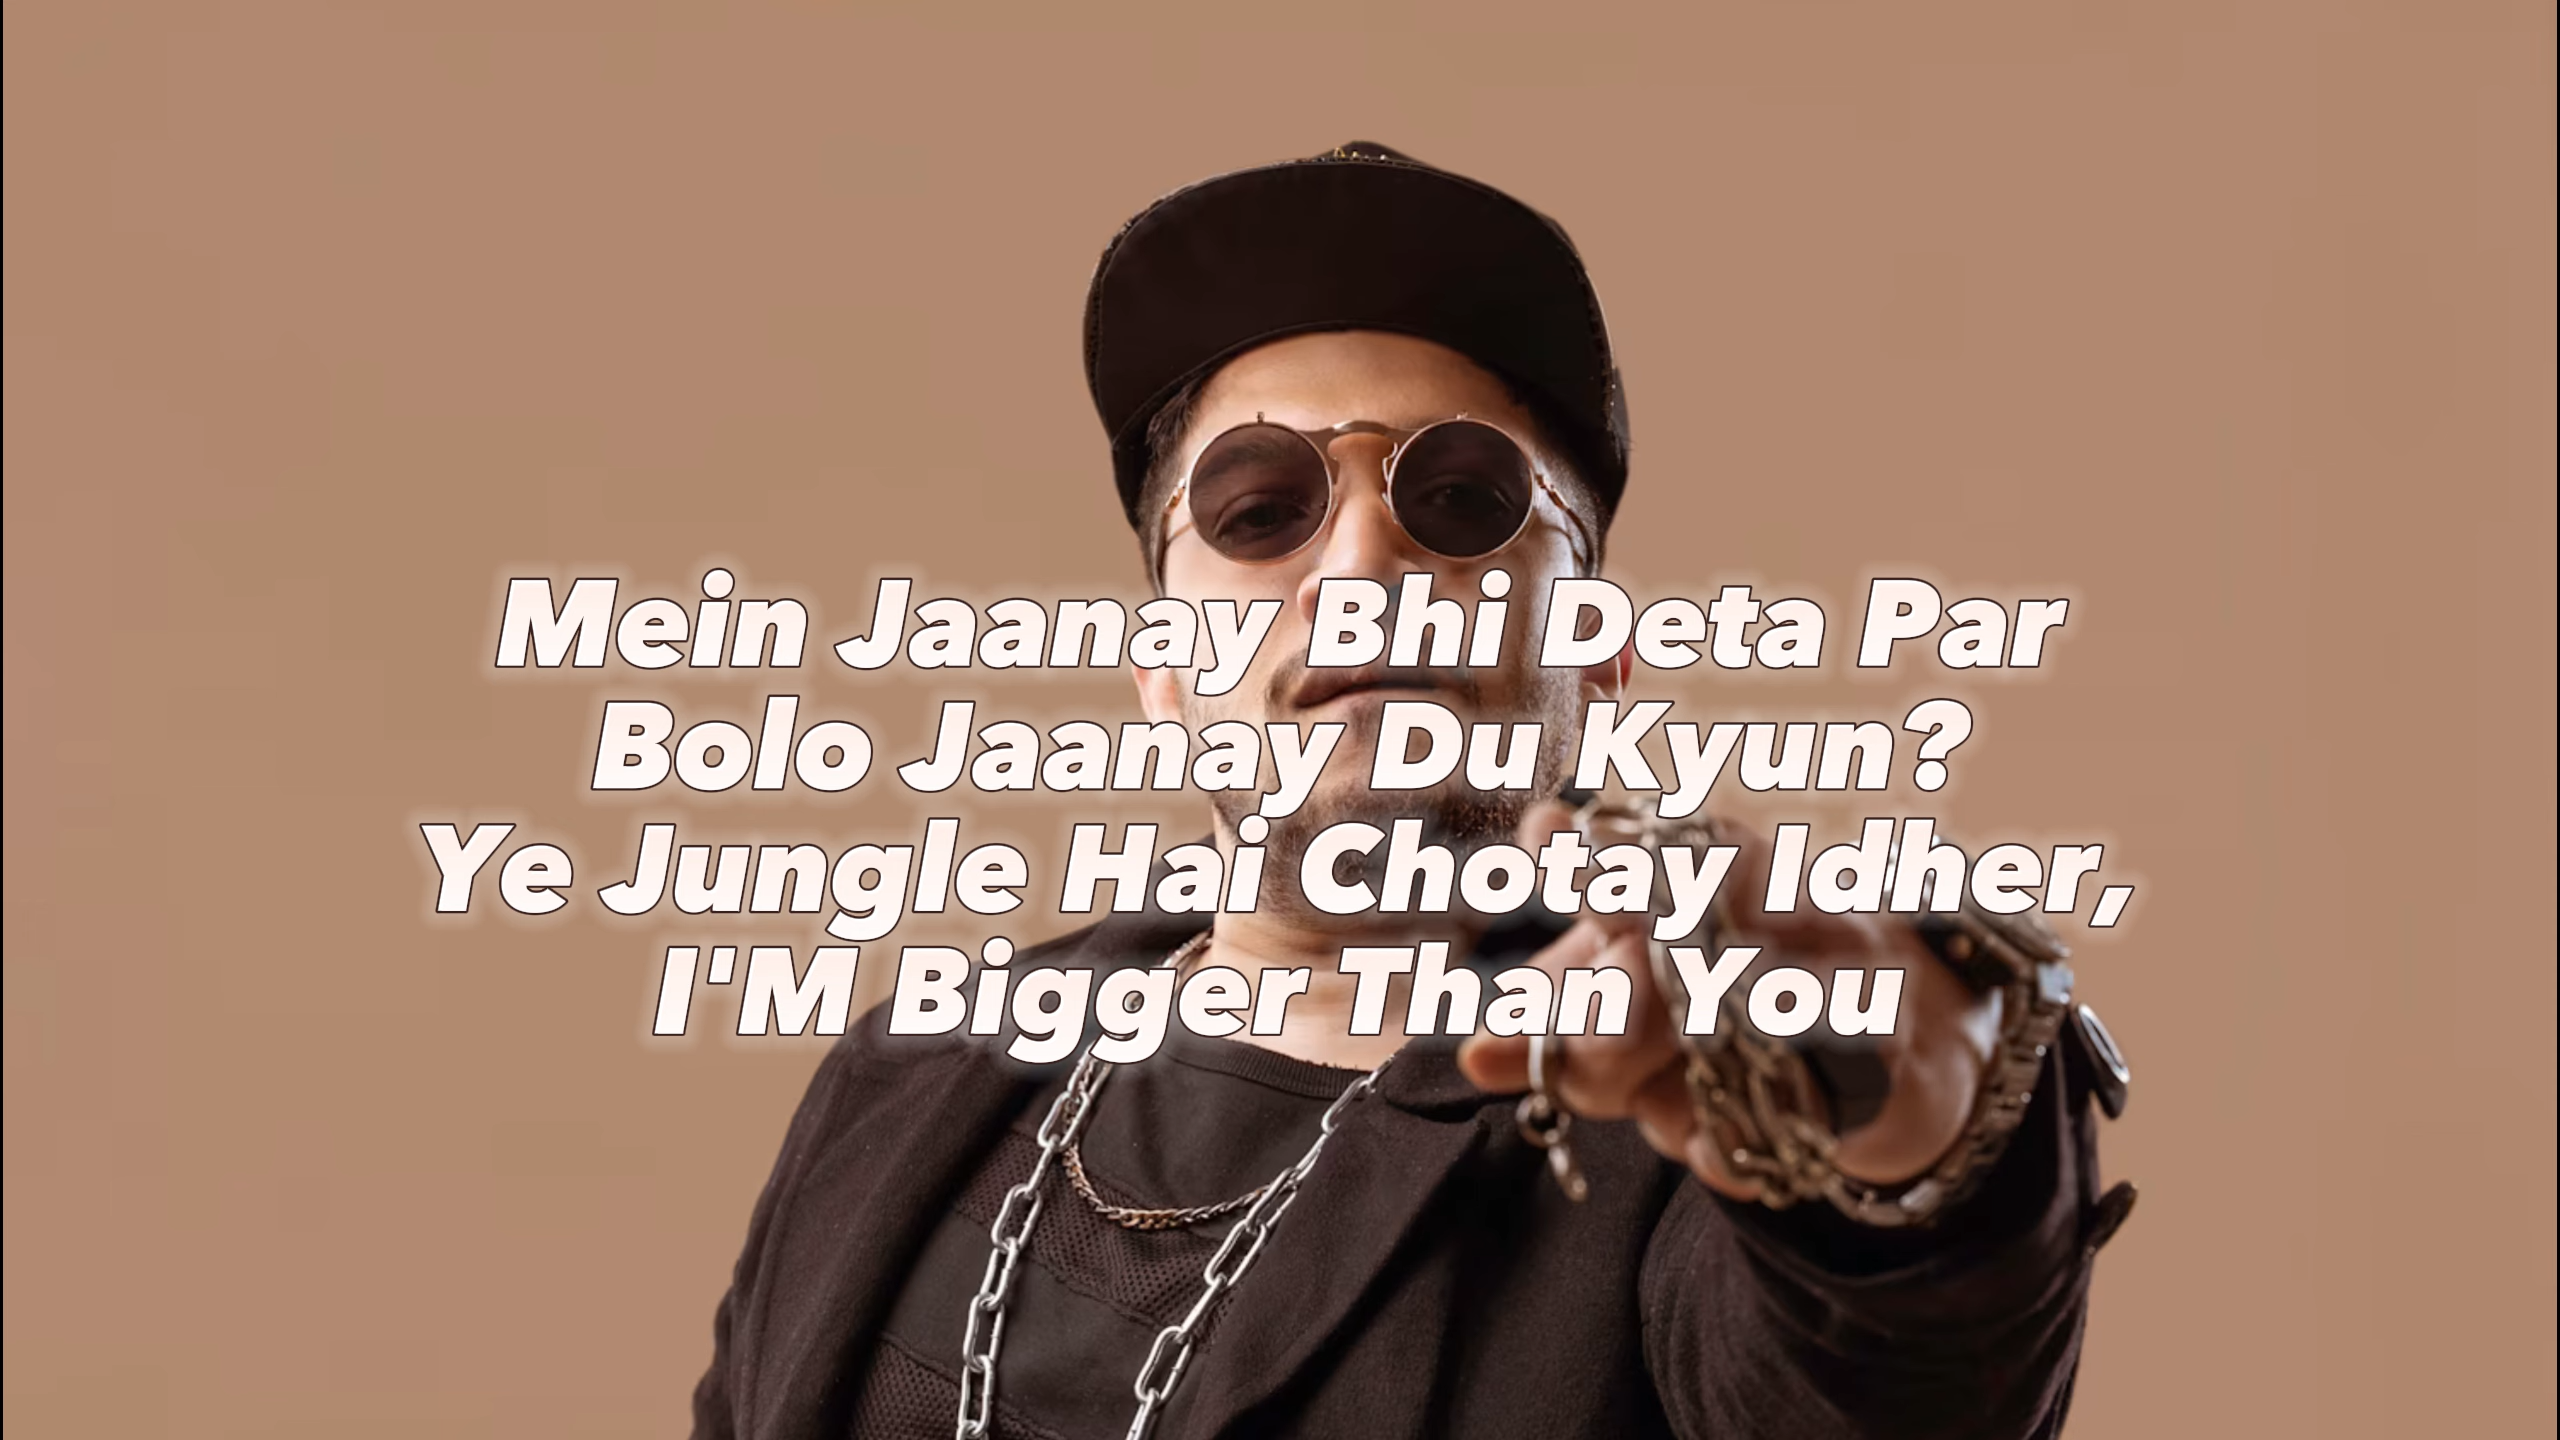 Mein Jaanay Bhi Deta Par
Bolo Jaanay Du Kyun?
Ye Jungle Hai Chotay Idher,
I'M Bigger Than You